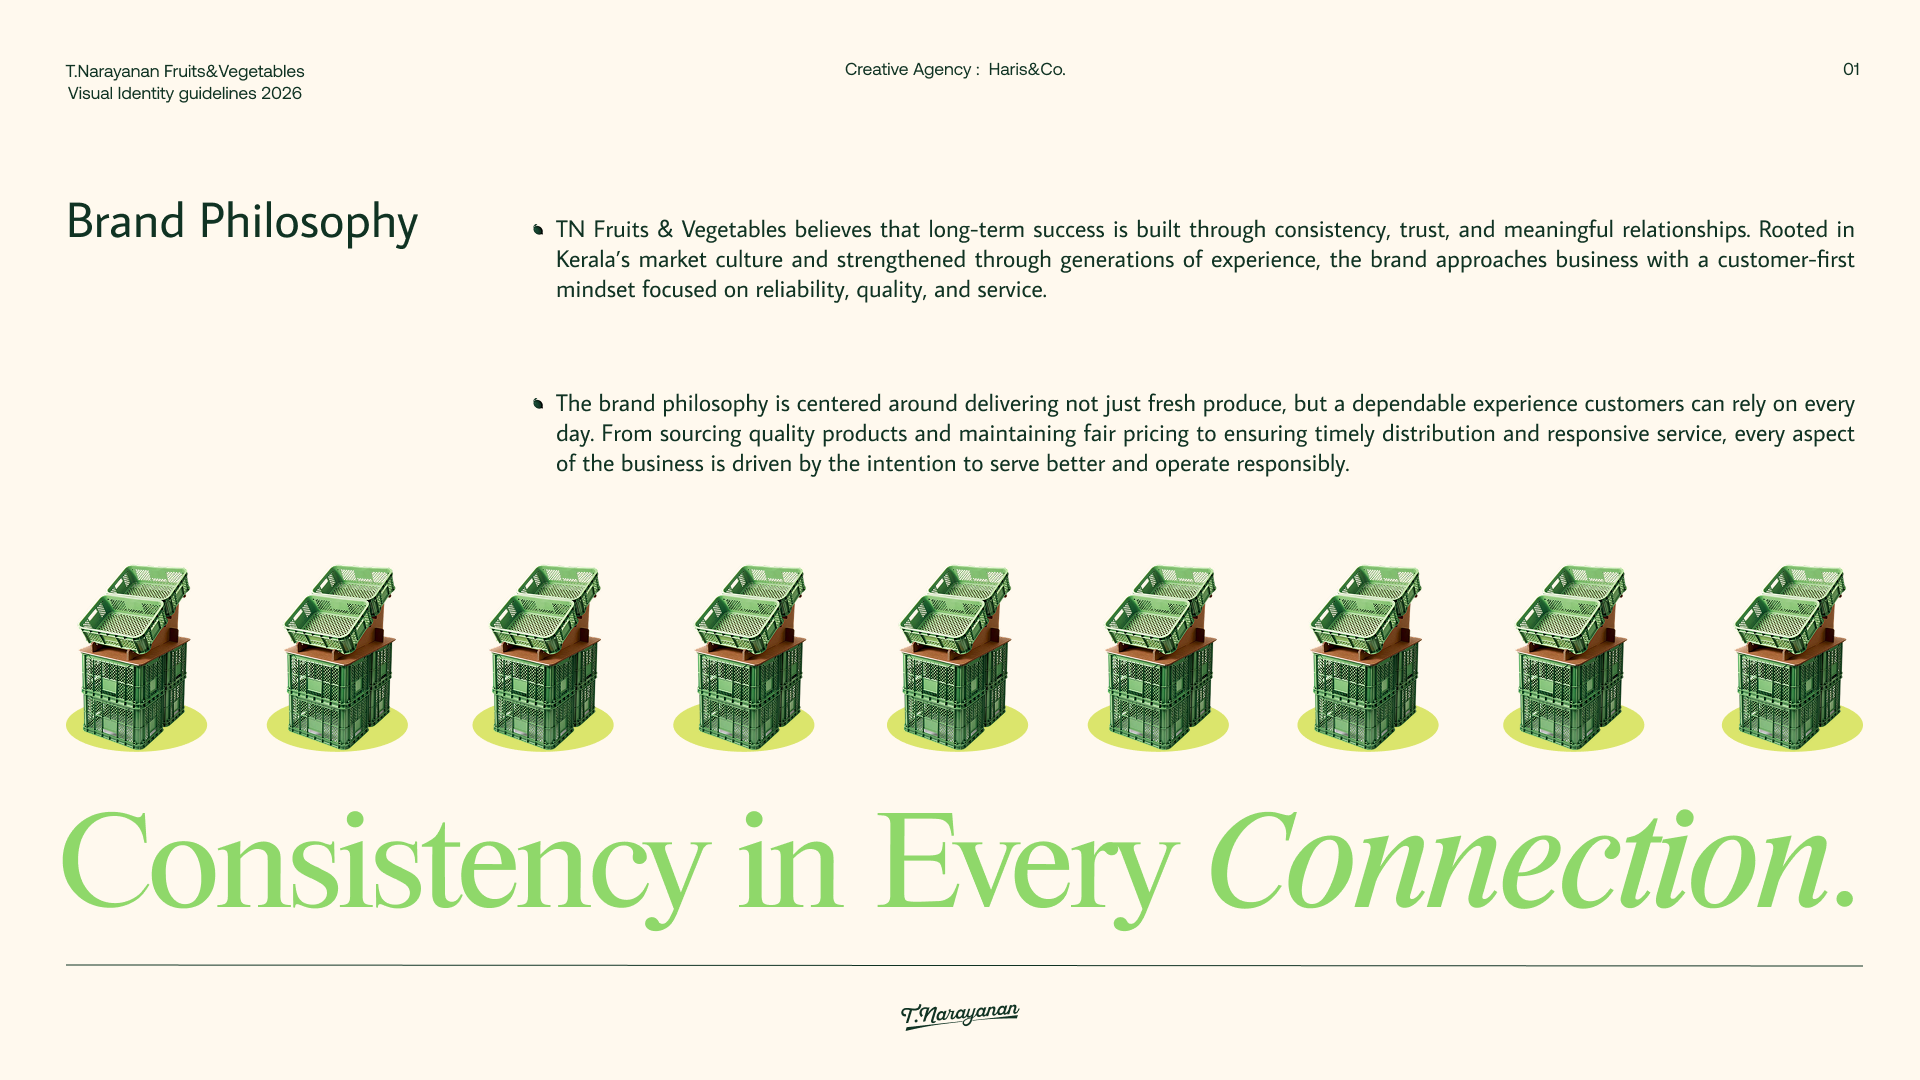 T.Narayanan Fruits&Vegetables
Visual Identity guidelines 2026
Creative Agency : Haris&Co.
01
Brand Philosophy
TN Fruits & Vegetables believes that long-term success is built through consistency, trust, and meaningful relationships. Rooted in
Kerala’s market culture and strengthened through generations of experience, the brand approaches business with a customer-first
mindset focused on reliability, quality, and service.
The brand philosophy is centered around delivering not just fresh produce, but a dependable experience customers can rely on every
day. From sourcing quality products and maintaining fair pricing to ensuring timely distribution and responsive service, every aspect
of the business is driven by the intention to serve better and operate responsibly.
Consistency in Every Connection.
T.Narayanan